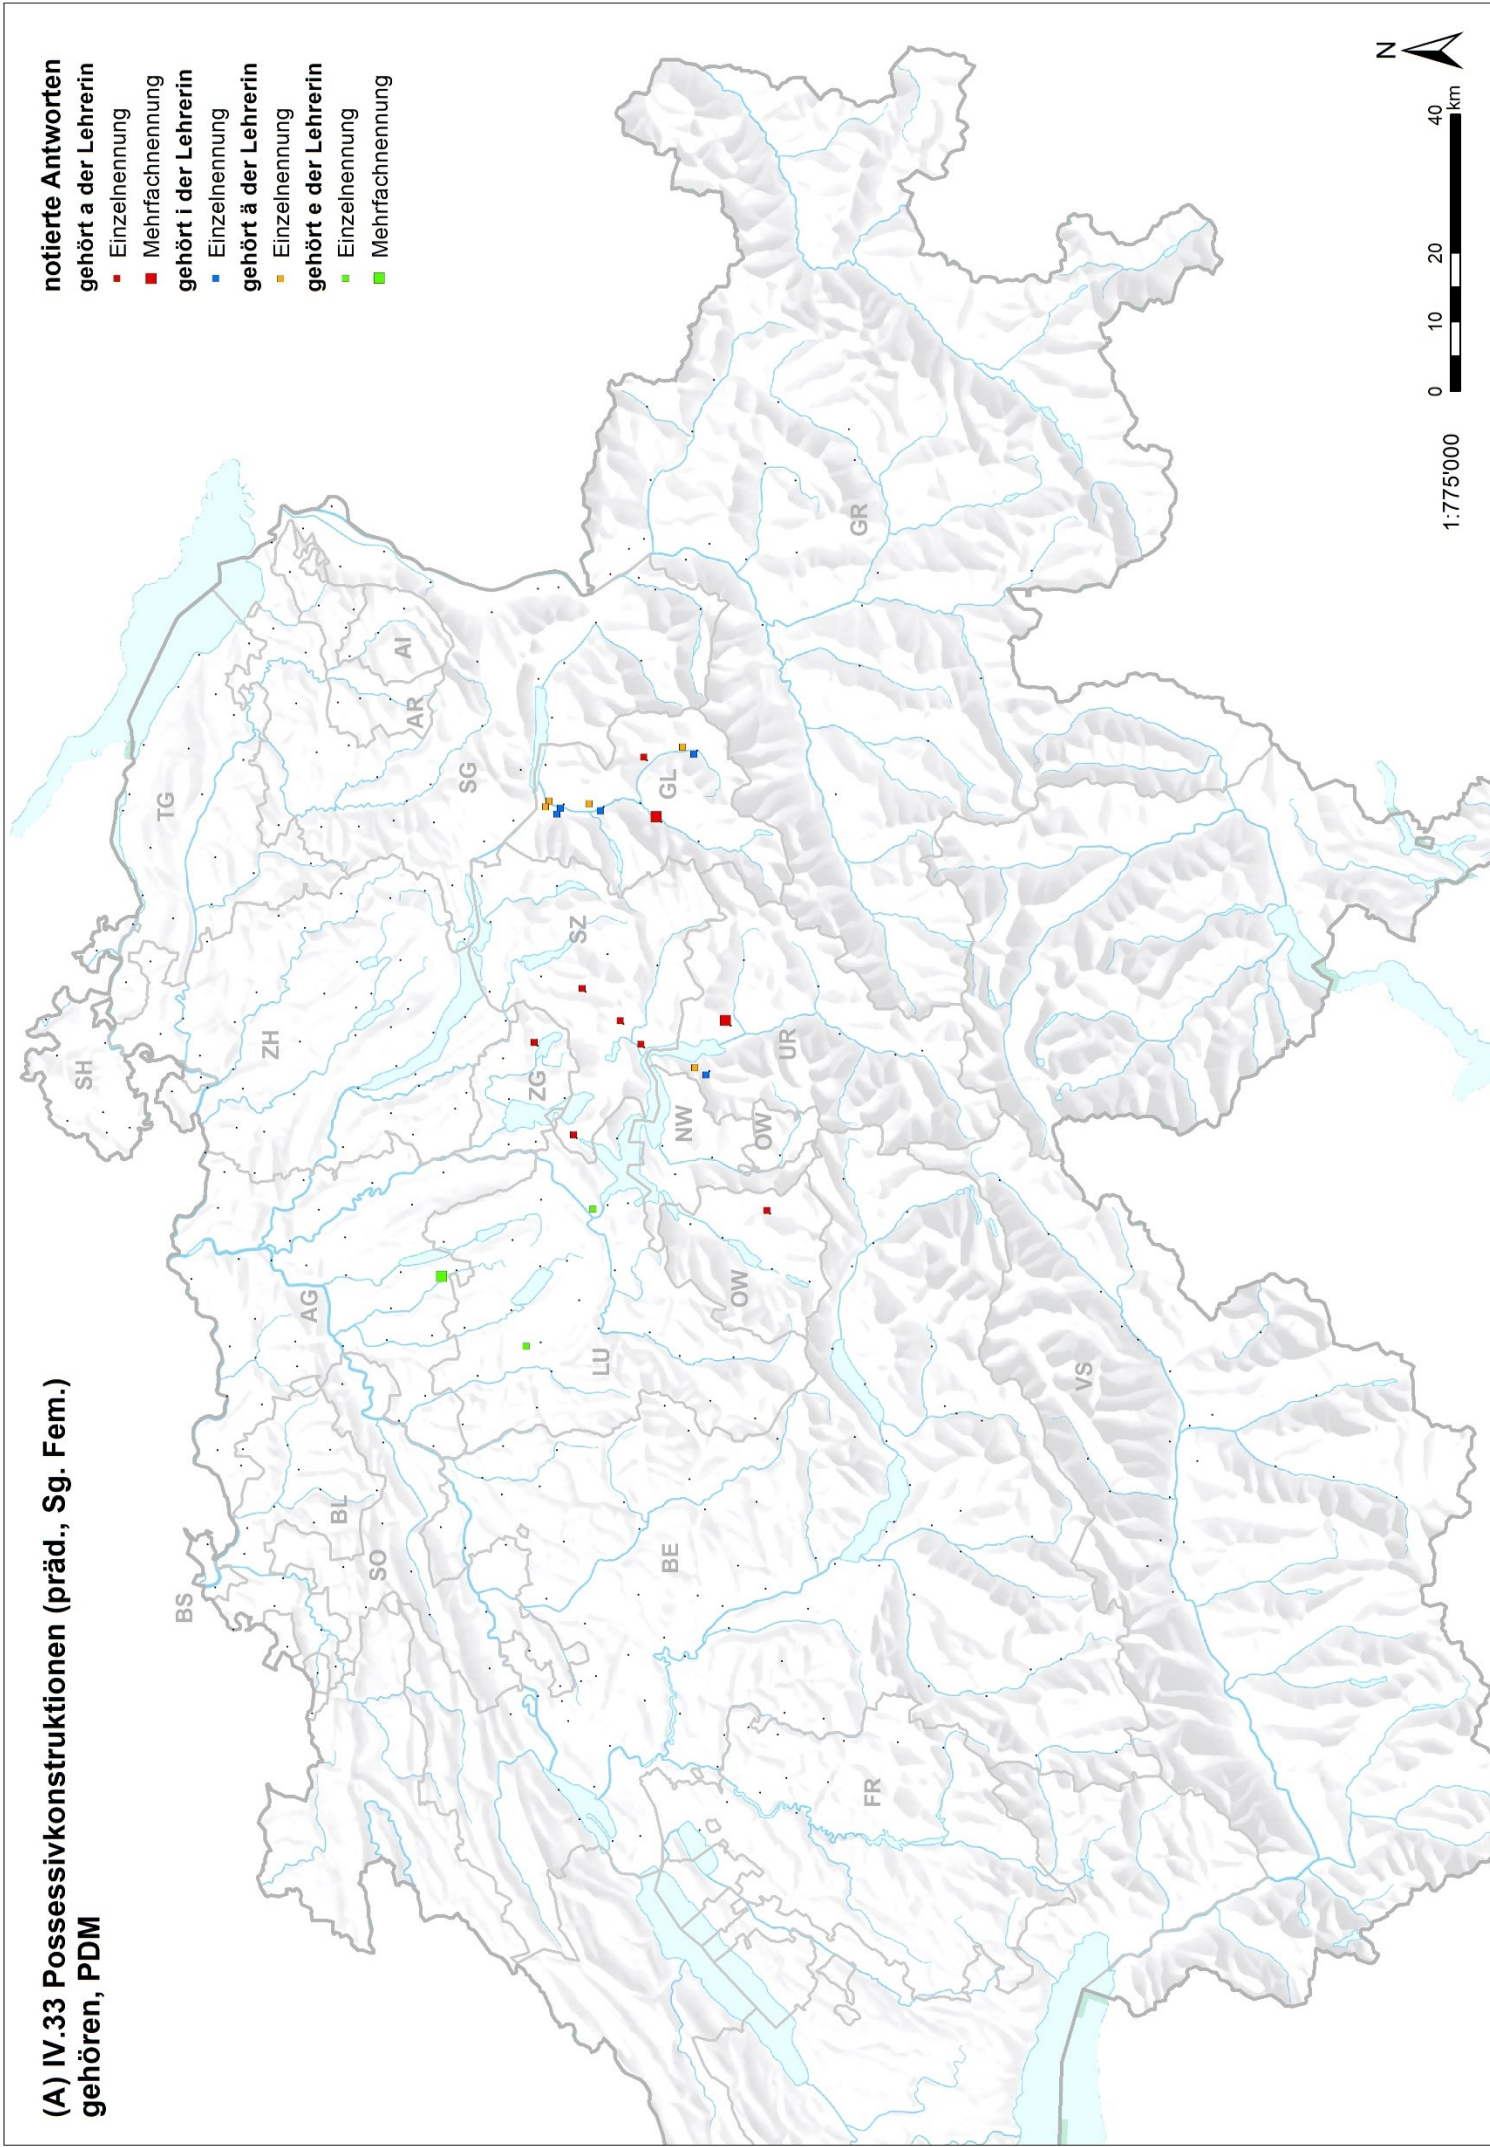 (A) IV.33 Possessivkonstruktionen (präd., Sg. Fem.)
gehören, PDM
notierte Antworten
gehört a der Lehrerin
Einzelnennung
Mehrfachnennung
gehört i der Lehrerin
Einzelnennung
gehört ä der Lehrerin
Einzelnennung
gehört e der Lehrerin
Einzelnennung
Mehrfachnennung
SH
BS
TG
ZH
AG
BL
SO
AI
AR
SG
ZG
SZ
LU
BE
GL
NW
OW
OW
UR
GR
FR
VS
N
1:775'000
0 10 20 40
km